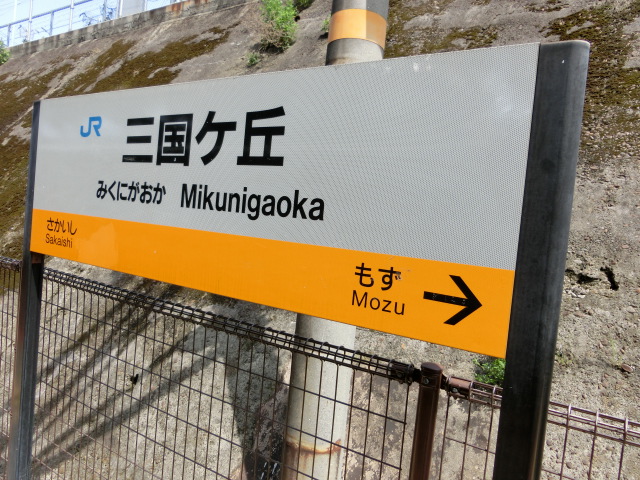 JR 三国ケ丘
みくにがおか Mikunigaoka
さかいし
Sakaishi
もず
Mozu